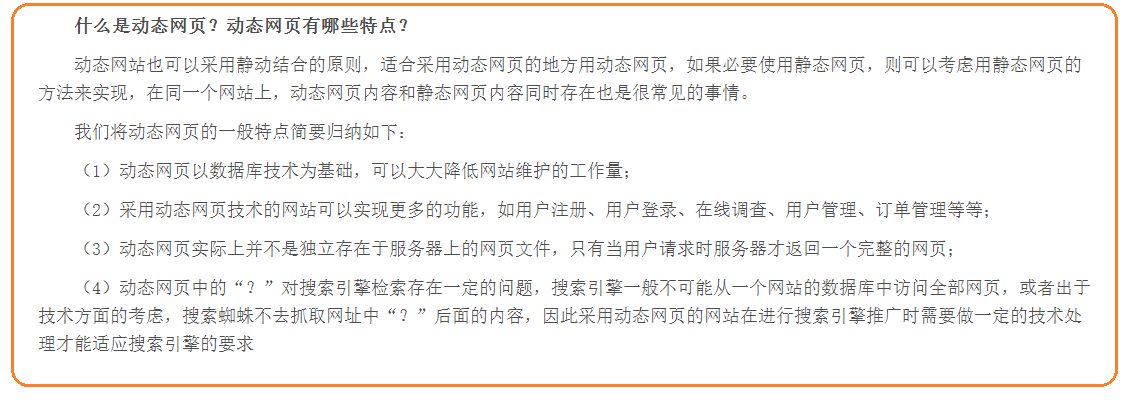 什么是动态网页？动态网页有哪些特点？
动态网站也可以采用静动结合的原则，适合采用动态网页的地方用动态网页，如果必要使用静态网页，则可以考虑用静态网页的
方法来实现，在同一个网站上，动态网页内容和静态网页内容同时存在也是很常见的事情。
我们将动态网页的一般特点简要归纳如下：
（1）动态网页以数据库技术为基础，可以大大降低网站维护的工作量；
（2）采用动态网页技术的网站可以实现更多的功能，如用户注册、用户登录、在线调查、用户管理、订单管理等等；
（3）动态网页实际上并不是独立存在于服务器上的网页文件，只有当用户请求时服务器才返回一个完整的网页；
（4）动态网页中的“？”对搜索引擎检索存在一定的问题，搜索引擎一般不可能从一个网站的数据库中访问全部网页，或者出于
技术方面的考虑，搜索蜘蛛不去抓取网址中“？”后面的内容，因此采用动态网页的网站在进行搜索引擎推广时需要做一定的技术处
理才能适应搜索引擎的要求